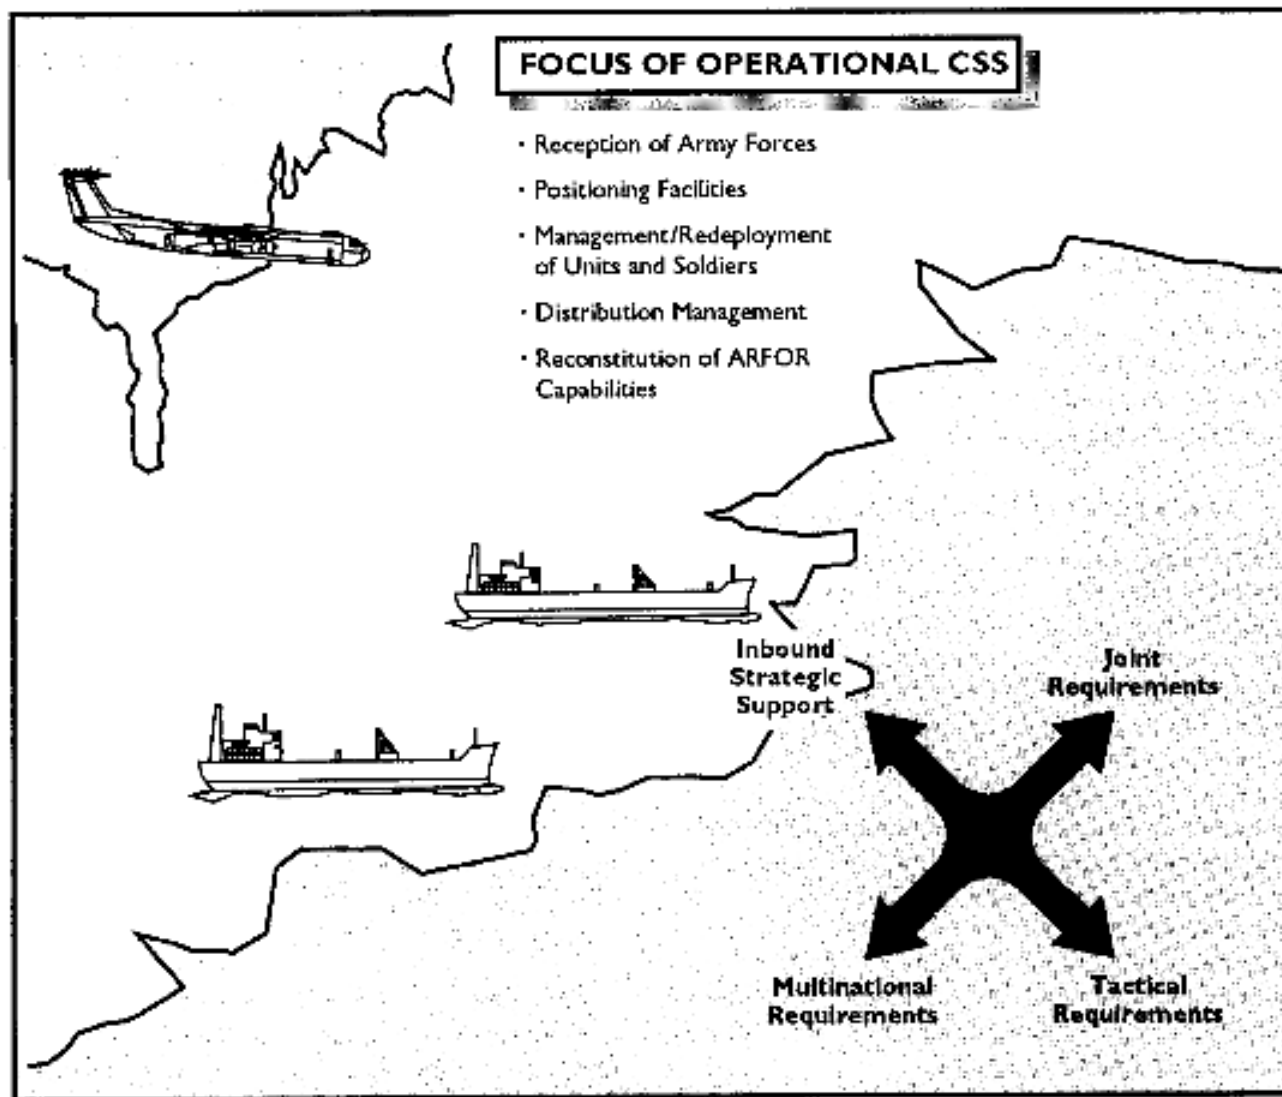 FOCUS OF OPERATIONAL CSS
· Reception of Army Forces
· Positioning Facilities
· Management/Redeployment
of Units and Soldiers
· Distribution Management
· Reconstitution of ARFOR
Capabilities
Inbound
Strategic
Support
Joint
Requirements
Multinational
Requirements
Tactical
Requirements